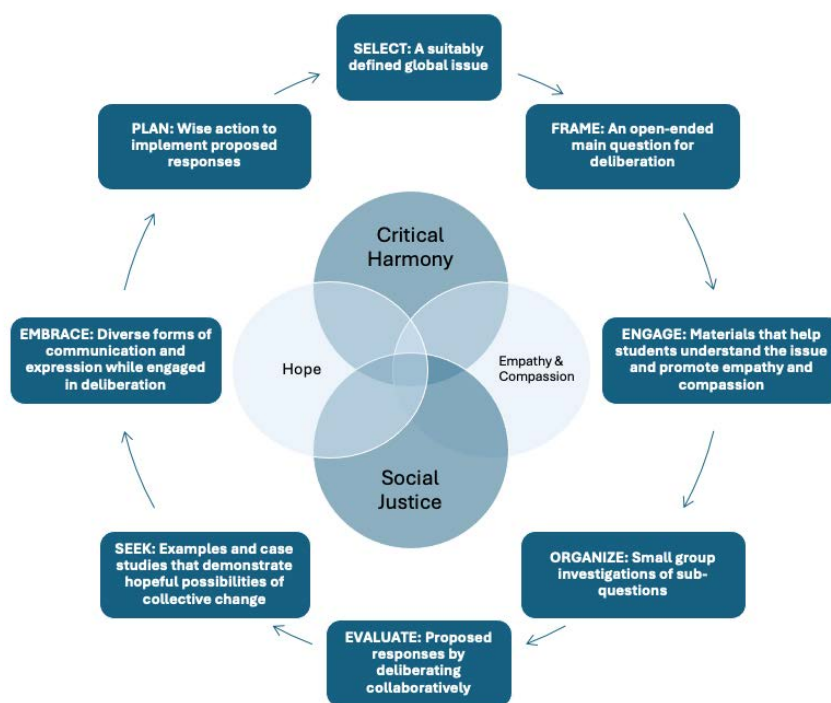 SELECT: A suitably
defined global issue
FRAME: An open-ended
main question for
deliberation
ENGAGE: Materials that help
students understand the issue
and promote empathy and
compassion
ORGANIZE: Small group
investigations of sub-
questions
EVALUATE: Proposed
responses by
deliberating
collaboratively
SEEK: Examples and case
studies that demonstrate
hopeful possibilities of
collective change
EMBRACE: Diverse forms of
communication and
expression while engaged
in deliberation
PLAN: Wise action to
implement proposed
responses
Critical
Harmony
Hope
Empathy &
Compassion
Social
Justice